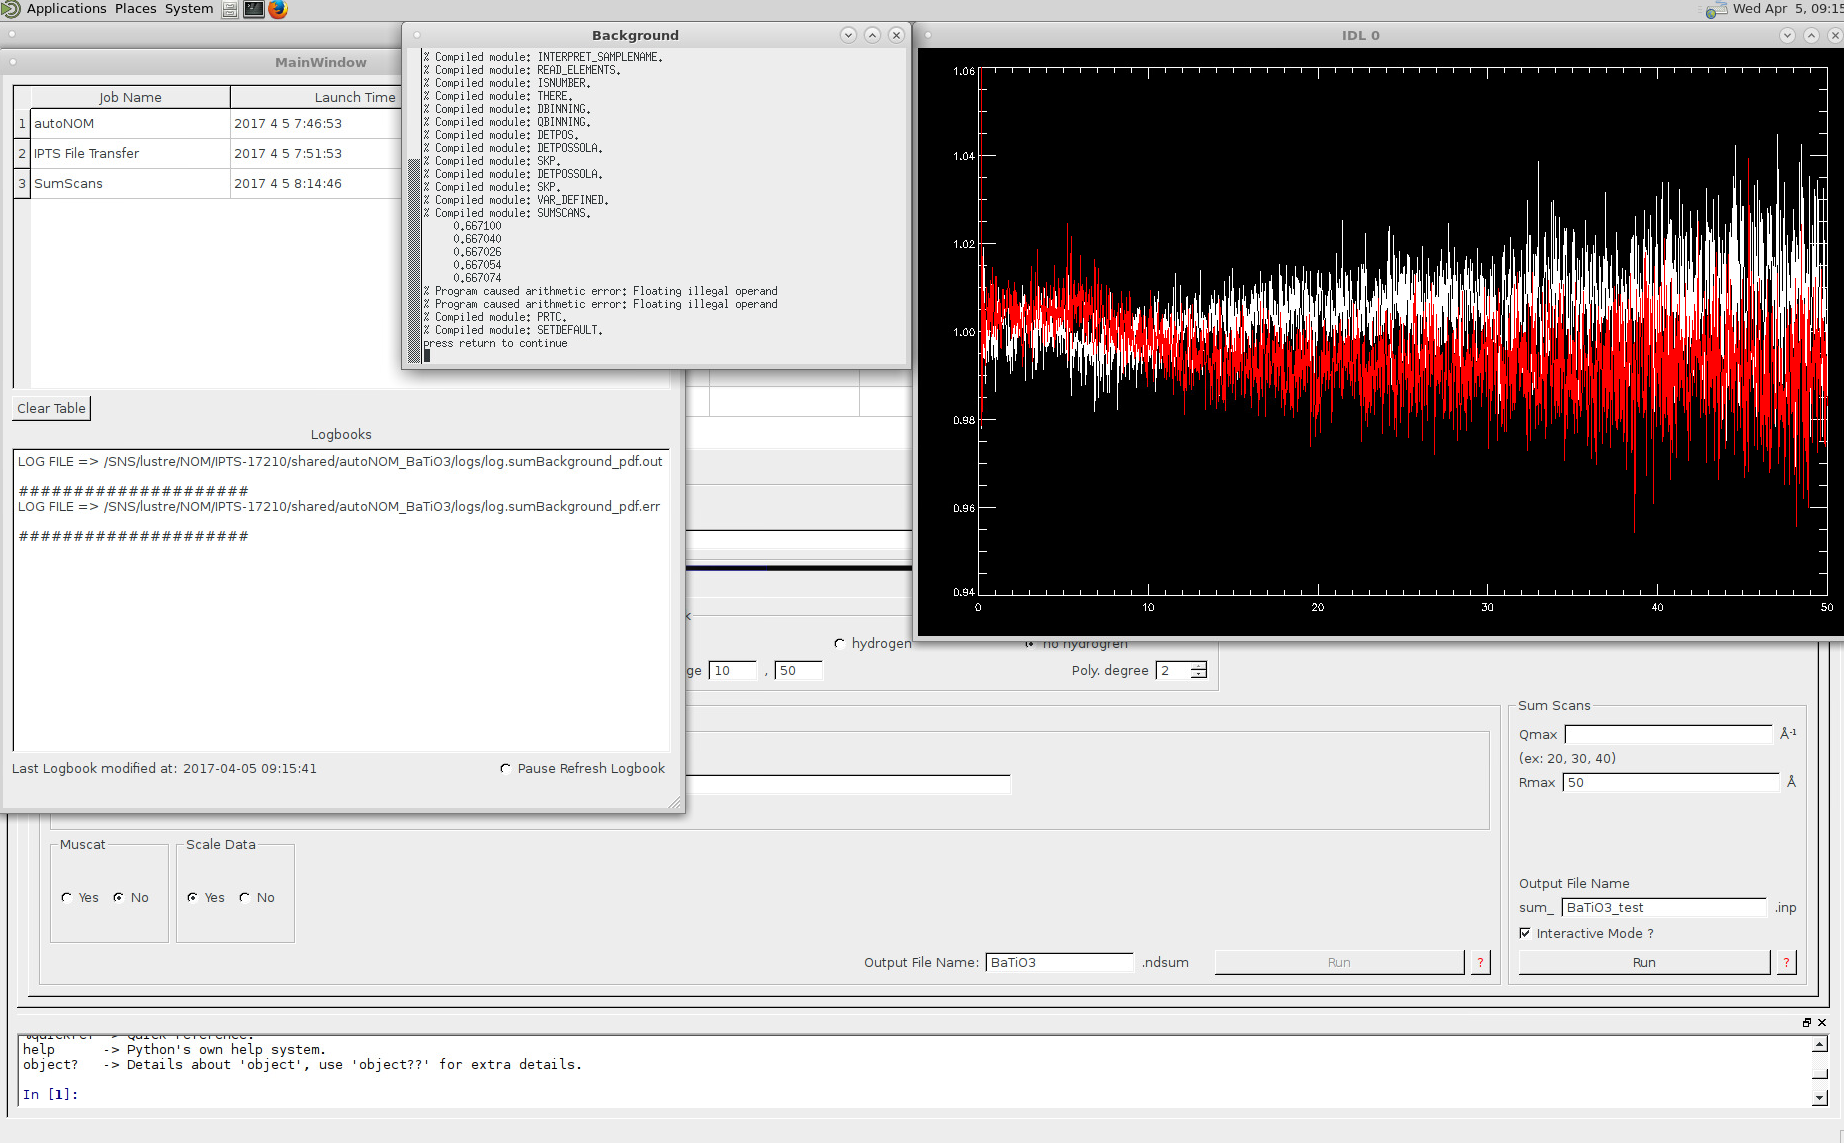 Applications Places System
Wed Apr 5, 09:15
MainWindow
Job Name Launch Time
1 autoNOM 2017 4 5 7:46:53
2 IPTS File Transfer 2017 4 5 7:51:53
3 SumScans 2017 4 5 8:14:46
Clear Table
Logbooks
LOG FILE => /SNS/lustre/NOM/IPTS-17210/shared/autoNOM_BaTiO3/logs/log.sumBackground_pdf.out
#####################
LOG FILE => /SNS/lustre/NOM/IPTS-17210/shared/autoNOM_BaTiO3/logs/log.sumBackground_pdf.err
#####################
Last Logbook modified at: 2017-04-05 09:15:41
Pause Refresh Logbook
Background
% Compiled module: INTERPRET_SAMPLENAME.
% Compiled module: READ_ELEMENTS.
% Compiled module: ISNUMBER.
% Compiled module: THERE.
% Compiled module: DBINNING.
% Compiled module: QBINNING.
% Compiled module: DETPOS.
% Compiled module: DETPOSSOLA.
% Compiled module: SKP.
% Compiled module: DETPOSSOLA.
% Compiled module: SKP.
% Compiled module: VAR_DEFINED.
% Compiled module: SUMSCANS.
0.667100
0.667040
0.667026
0.667054
0.667074
% Program caused arithmetic error: Floating illegal operand
% Program caused arithmetic error: Floating illegal operand
% Compiled module: PRTC.
% Compiled module: SETDEFAULT.
press return to continue
IDL 0
1.06
1.04
1.02
1.00
0.98
0.96
0.94
0 10 20 30 40 50
hydrogen
no hydrogren
ge 10 , 50
Poly. degree 2
Sum Scans
Qmax Å-1
(ex: 20, 30, 40)
Rmax 50 Å
Output File Name
sum_ BaTiO3_test .inp
Interactive Mode ?
Run ?
Muscat
Yes No
Scale Data
Yes No
Output File Name: BaTiO3 .ndsum
Run ?
help -> Python's own help system.
object? -> Details about 'object', use 'object??' for extra details.
In [1]: